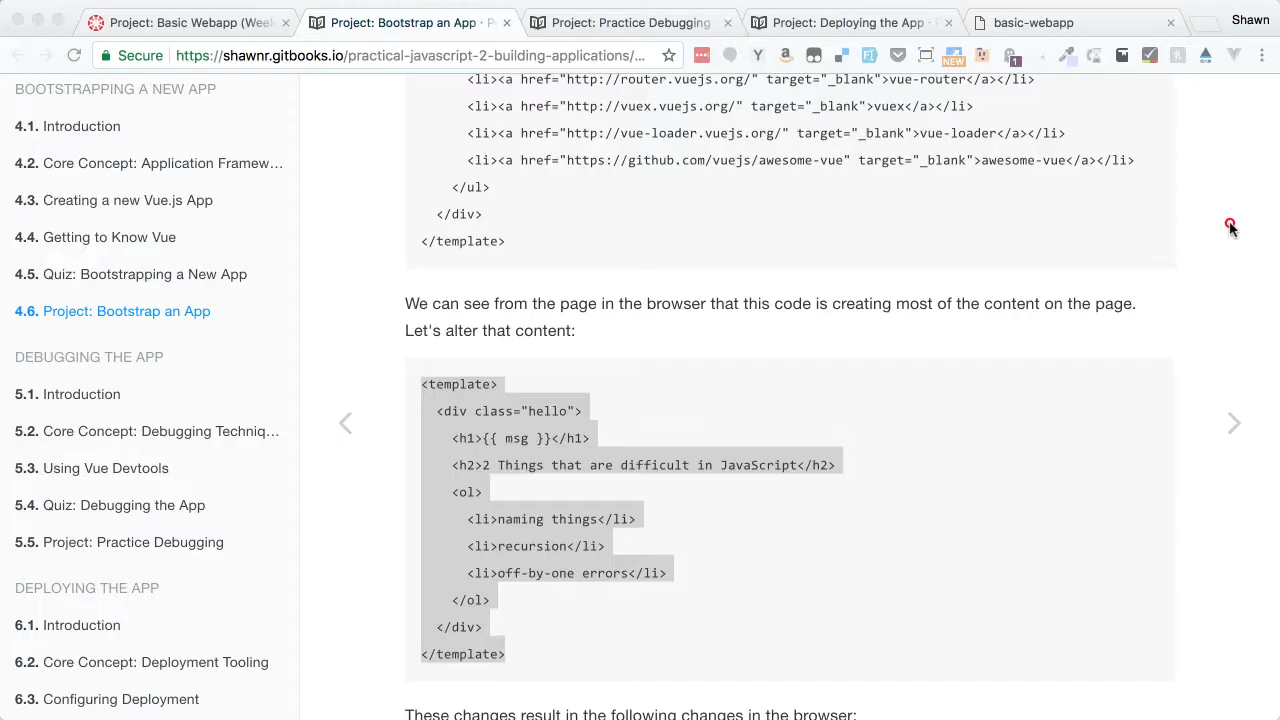 Project: Basic Webapp (Week
Project: Bootstrap an App · P
Project: Practice Debugging
Project: Deploying the App ·
basic-webapp
Shawn
Secure
https://shawnr.gitbooks.io/practical-javascript-2-building-applications/...
NEW
1
BOOTSTRAPPING A NEW APP
4.1. Introduction
4.2. Core Concept: Application Framew...
4.3. Creating a new Vue.js App
4.4. Getting to Know Vue
4.5. Quiz: Bootstrapping a New App
4.6. Project: Bootstrap an App
DEBUGGING THE APP
5.1. Introduction
5.2. Core Concept: Debugging Techniq...
5.3. Using Vue Devtools
5.4. Quiz: Debugging the App
5.5. Project: Practice Debugging
DEPLOYING THE APP
6.1. Introduction
6.2. Core Concept: Deployment Tooling
6.3. Configuring Deployment
<li><a href="http://router.vuejs.org/" target="_blank">vue-router</a></li>
<li><a href="http://vuex.vuejs.org/" target="_blank">vuex</a></li>
<li><a href="http://vue-loader.vuejs.org/" target="_blank">vue-loader</a></li>
<li><a href="https://github.com/vuejs/awesome-vue" target="_blank">awesome-vue</a></li>
</ul>
</div>
</template>
We can see from the page in the browser that this code is creating most of the content on the page.
Let's alter that content:
<template>
<div class="hello">
<h1>{{ msg }}</h1>
<h2>2 Things that are difficult in JavaScript</h2>
<ol>
<li>naming things</li>
<li>recursion</li>
<li>off-by-one errors</li>
</ol>
</div>
</template>
These changes result in the following changes in the browser: